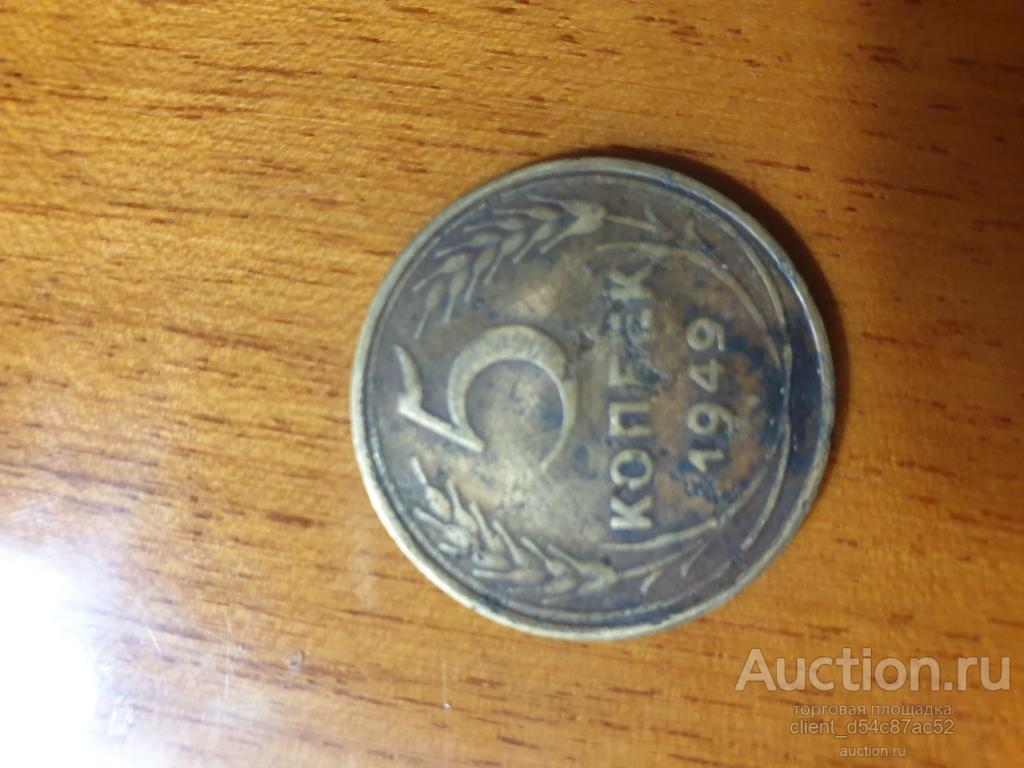 5
КОПЕЕК
1949
Auction.ru
торговая площадка
client_d54c87ac52
auction.ru